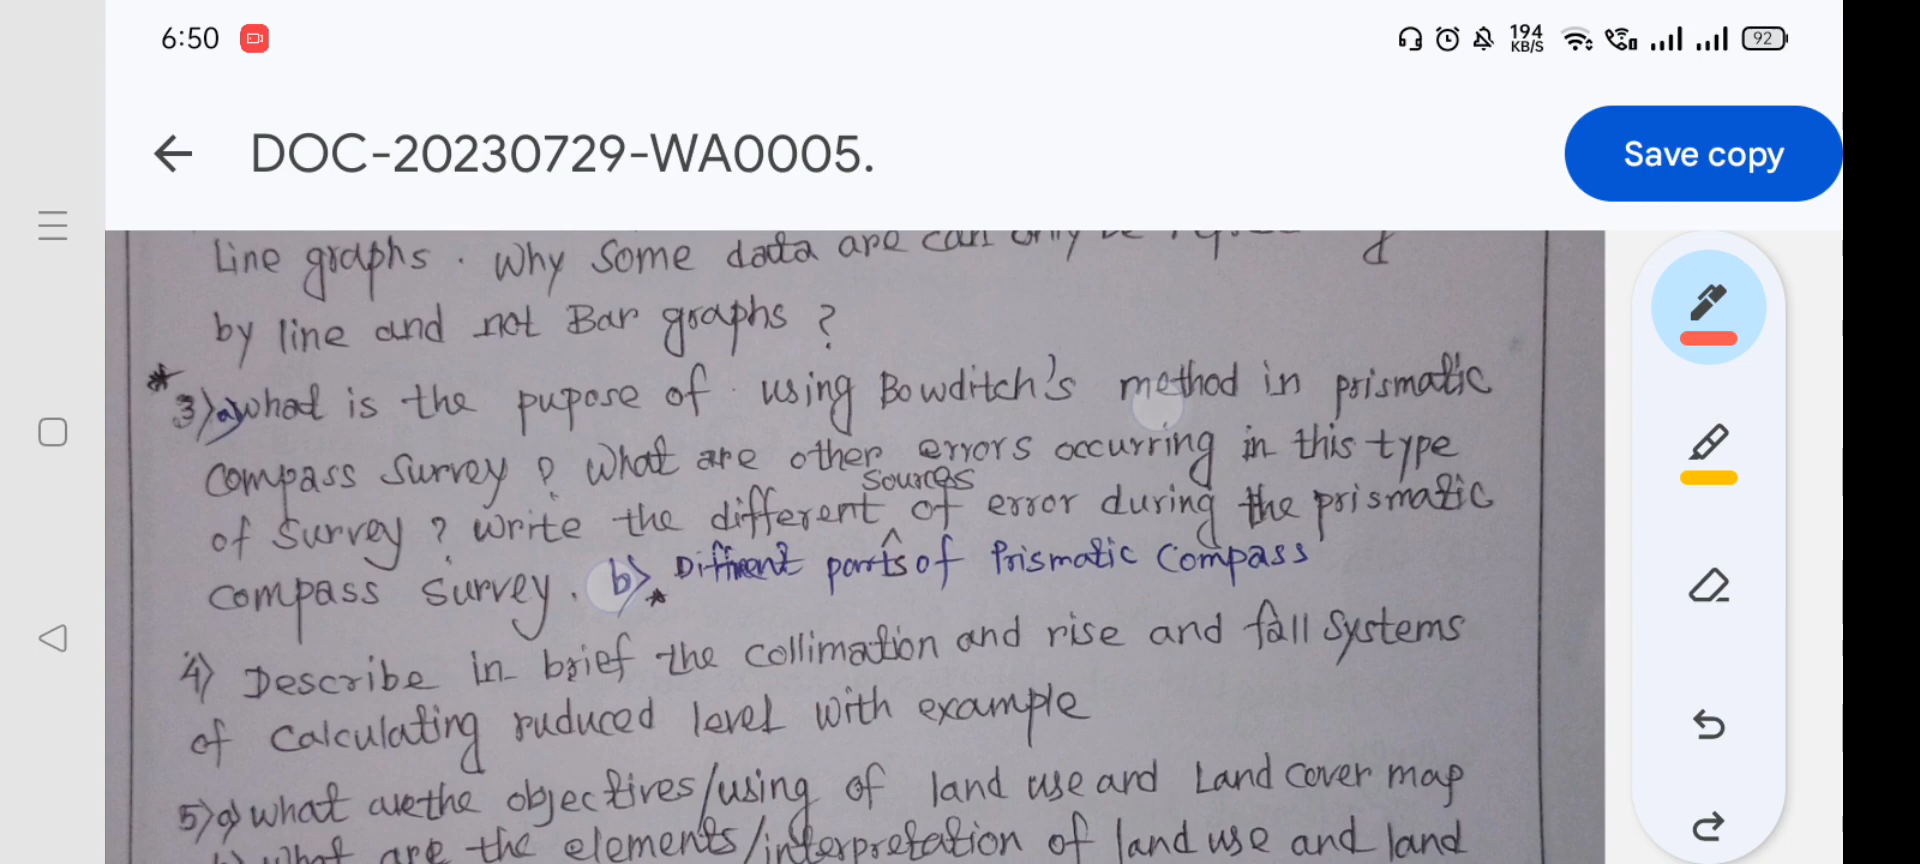 6:50
194 KB/S
92
DOC-20230729-WA0005.
Save copy
Line graphs. Why Some data are can only be
by line and not Bar graphs ?
* 3) a) what is the pupose of using Bowditch's method in prismatic
compass Survey ? What are other errors occurring in this type
of Survey ? Write the different sources of error during the prismatic
compass survey. b) * Diffirent parts of Prismatic Compass
4) Describe in brief the collimation and rise and fall Systems
of calculating ruduced level with example
5) a) what are the objectives/using of land use and Land cover map
b) what are the elements/interpretation of land use and land